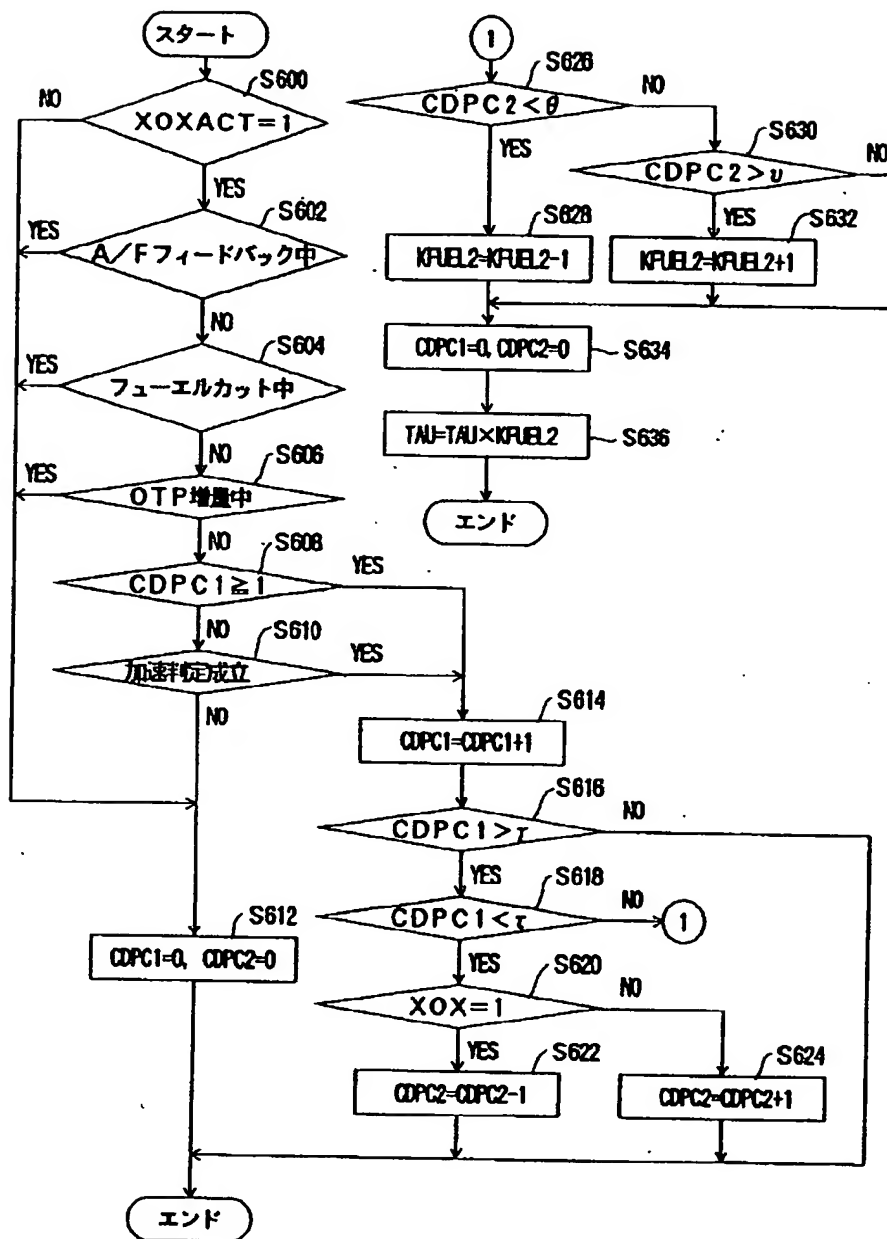 スタート
S600
XOXACT=1
NO
YES
S602
A/Fフィードバック中
YES
NO
S604
フューエルカット中
YES
NO
S606
OTP増量中
YES
NO
S608
CDPC1≧1
YES
NO
S610
加速判定成立
YES
NO
S612
CDPC1=0, CDPC2=0
S614
CDPC1=CDPC1+1
S616
CDPC1>γ
NO
YES
S618
CDPC1<τ
NO
1
YES
S620
XOX=1
NO
YES
S622
CDPC2=CDPC2-1
S624
CDPC2=CDPC2+1
エンド
1
S626
CDPC2<θ
NO
YES
S628
KFUEL2=KFUEL2-1
S630
CDPC2>υ
NO
YES
S632
KFUEL2=KFUEL2+1
CDPC1=0, CDPC2=0
S634
TAU=TAU×KFUEL2
S636
エンド